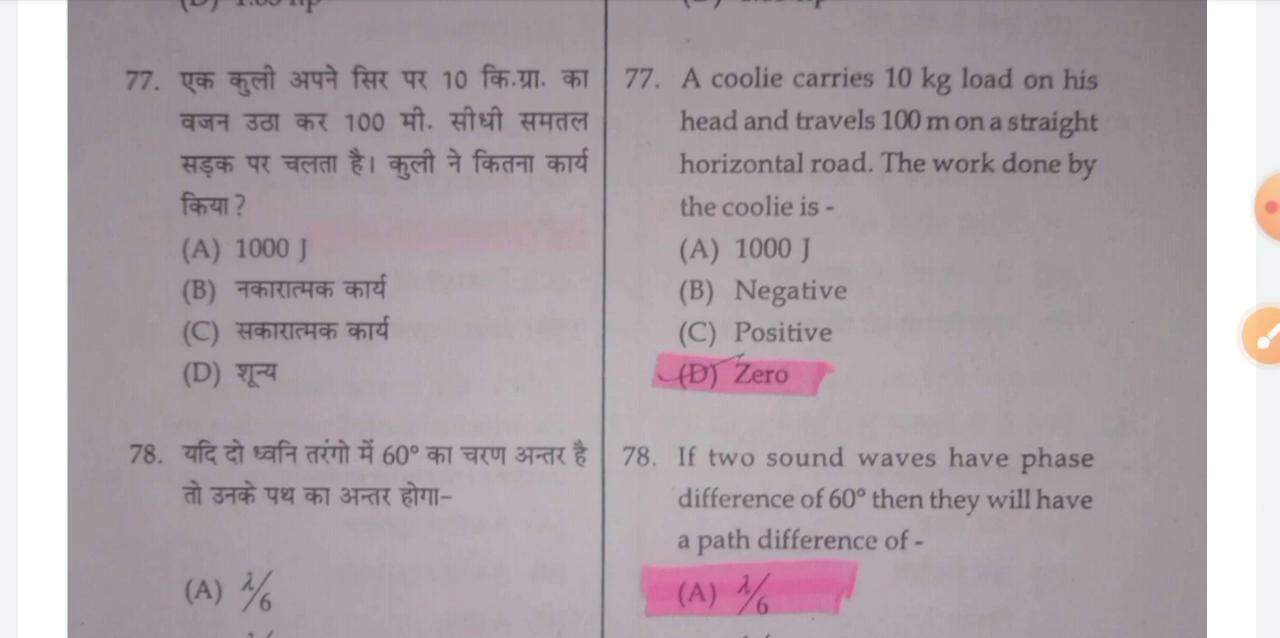 77. एक कुली अपने सिर पर 10 कि.ग्रा. का
वजन उठा कर 100 मी. सीधी समतल
सड़क पर चलता है। कुली ने कितना कार्य
किया?
(A) 1000 J
(B) नकारात्मक कार्य
(C) सकारात्मक कार्य
(D) शून्य
78. यदि दो ध्वनि तरंगो में 60° का चरण अन्तर है
तो उनके पथ का अन्तर होगा–
(A) λ/6
77. A coolie carries 10 kg load on his
head and travels 100 m on a straight
horizontal road. The work done by
the coolie is -
(A) 1000 J
(B) Negative
(C) Positive
(D) Zero
78. If two sound waves have phase
difference of 60° then they will have
a path difference of -
(A) λ/6